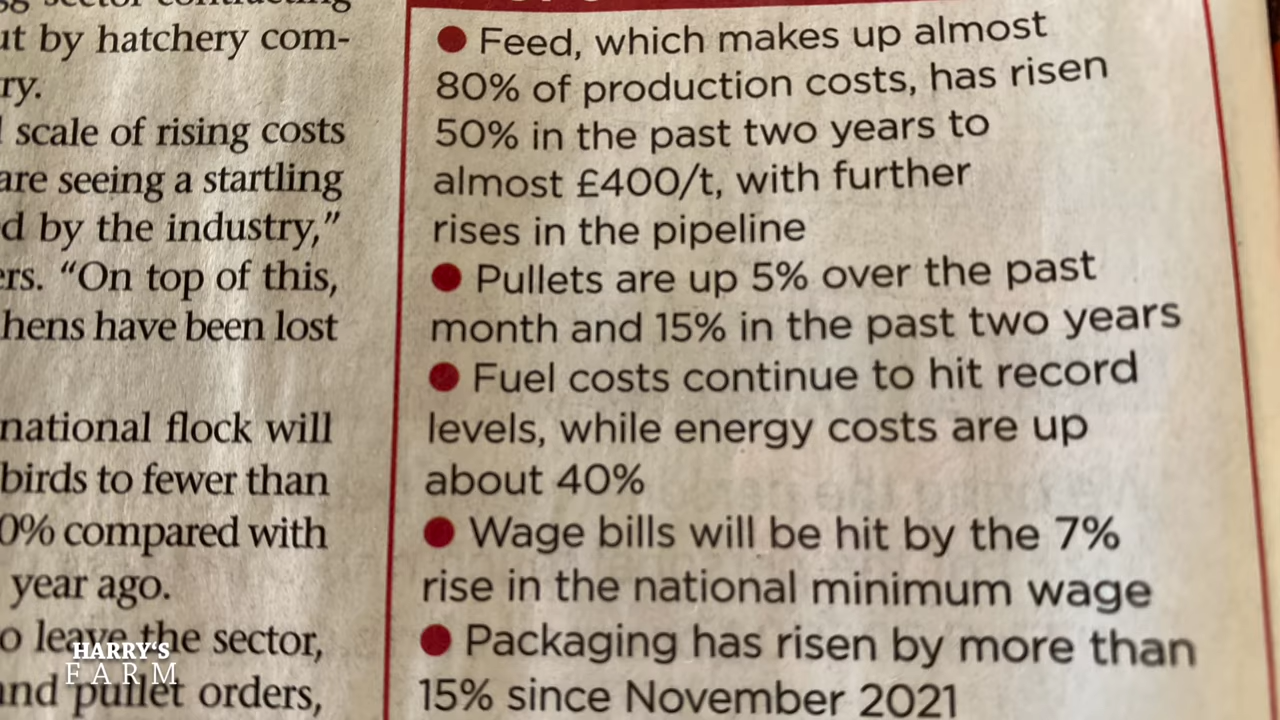 ut by hatchery com-
ry.
scale of rising costs
are seeing a startling
d by the industry,”
ers. “On top of this,
hens have been lost
national flock will
birds to fewer than
0% compared with
year ago.
o leave the sector,
and pullet orders,
● Feed, which makes up almost
80% of production costs, has risen
50% in the past two years to
almost £400/t, with further
rises in the pipeline
● Pullets are up 5% over the past
month and 15% in the past two years
● Fuel costs continue to hit record
levels, while energy costs are up
about 40%
● Wage bills will be hit by the 7%
rise in the national minimum wage
● Packaging has risen by more than
15% since November 2021
HARRY'S
FARM